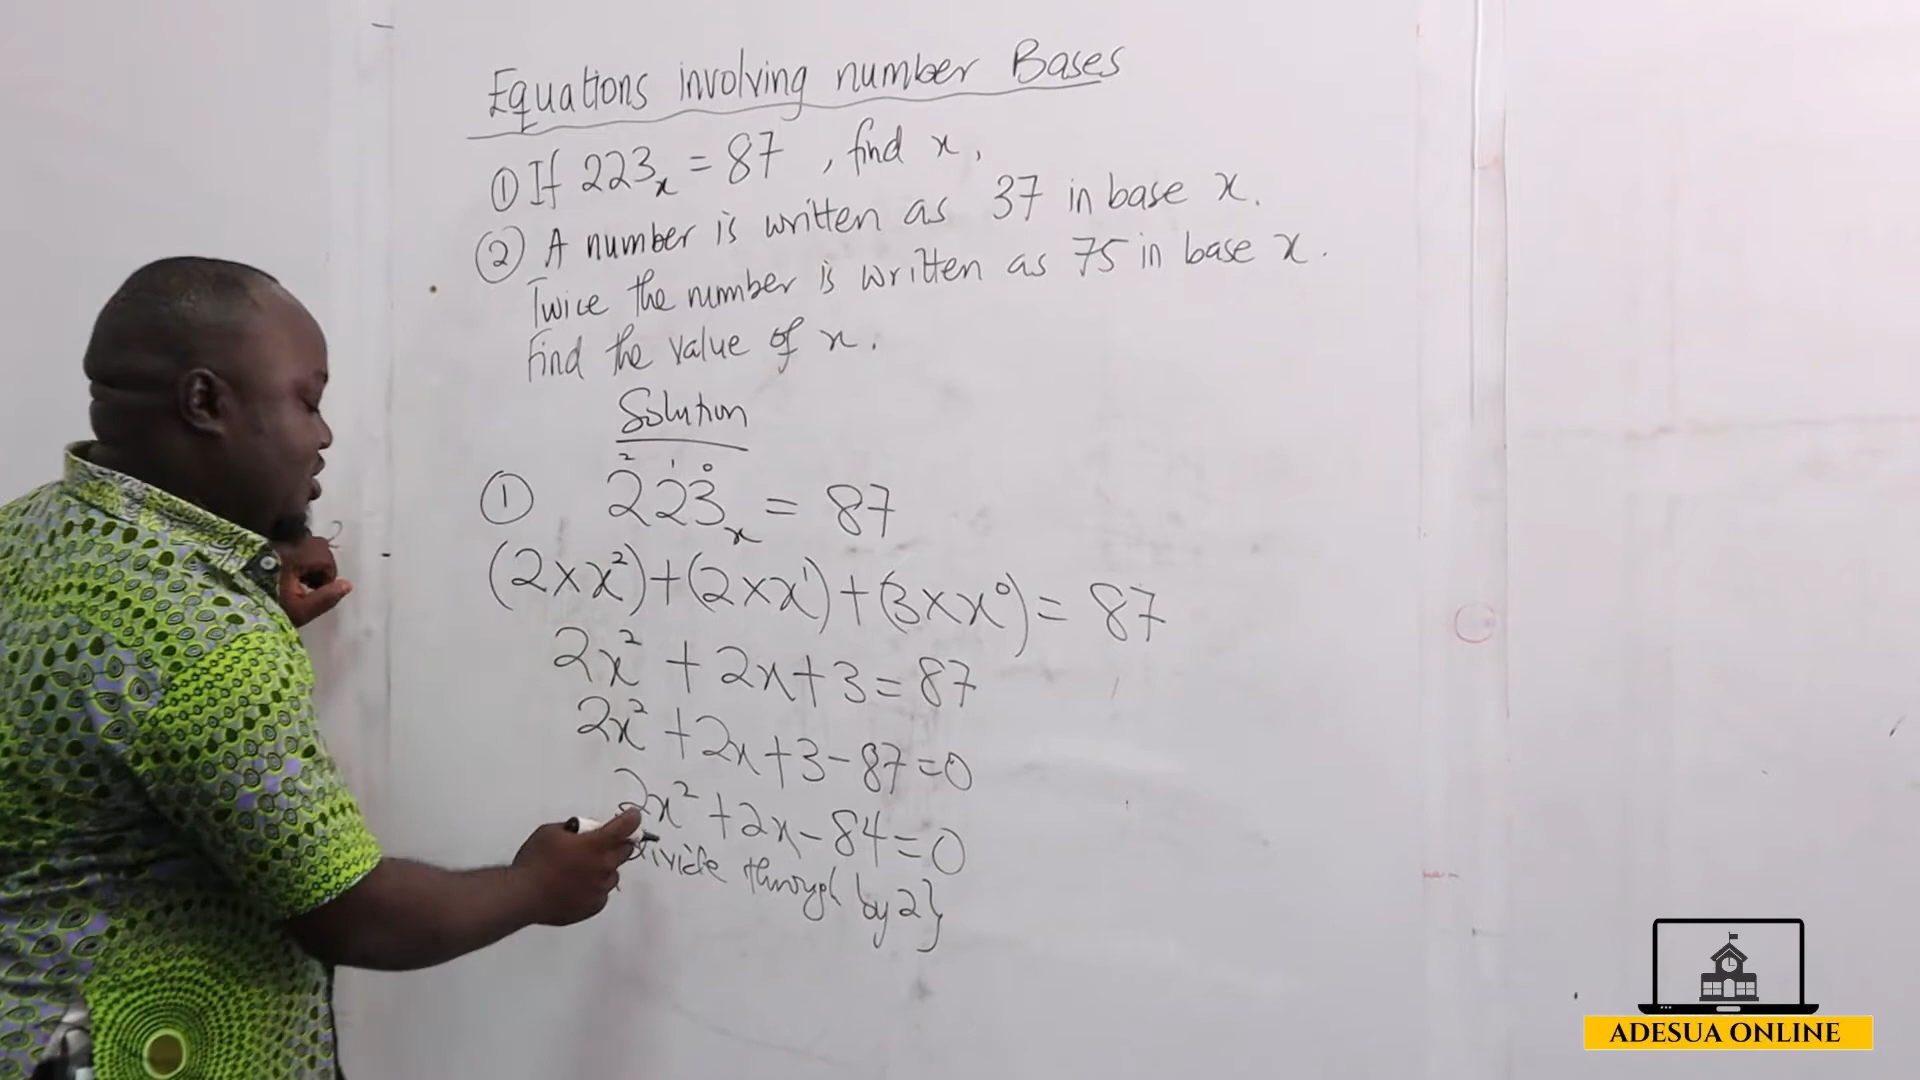 Equations involving number Bases
① If 223ₓ = 87 , find x.
② A number is written as 37 in base x.
Twice the number is written as 75 in base x.
Find the value of x.
Solution
2 1 0
① 223ₓ = 87
(2×x²)+(2×x¹)+(3×x⁰) = 87
2x² + 2x + 3 = 87
2x² + 2x + 3 - 87 = 0
2x² + 2x - 84 = 0
divide through by 2}
ADESUA ONLINE